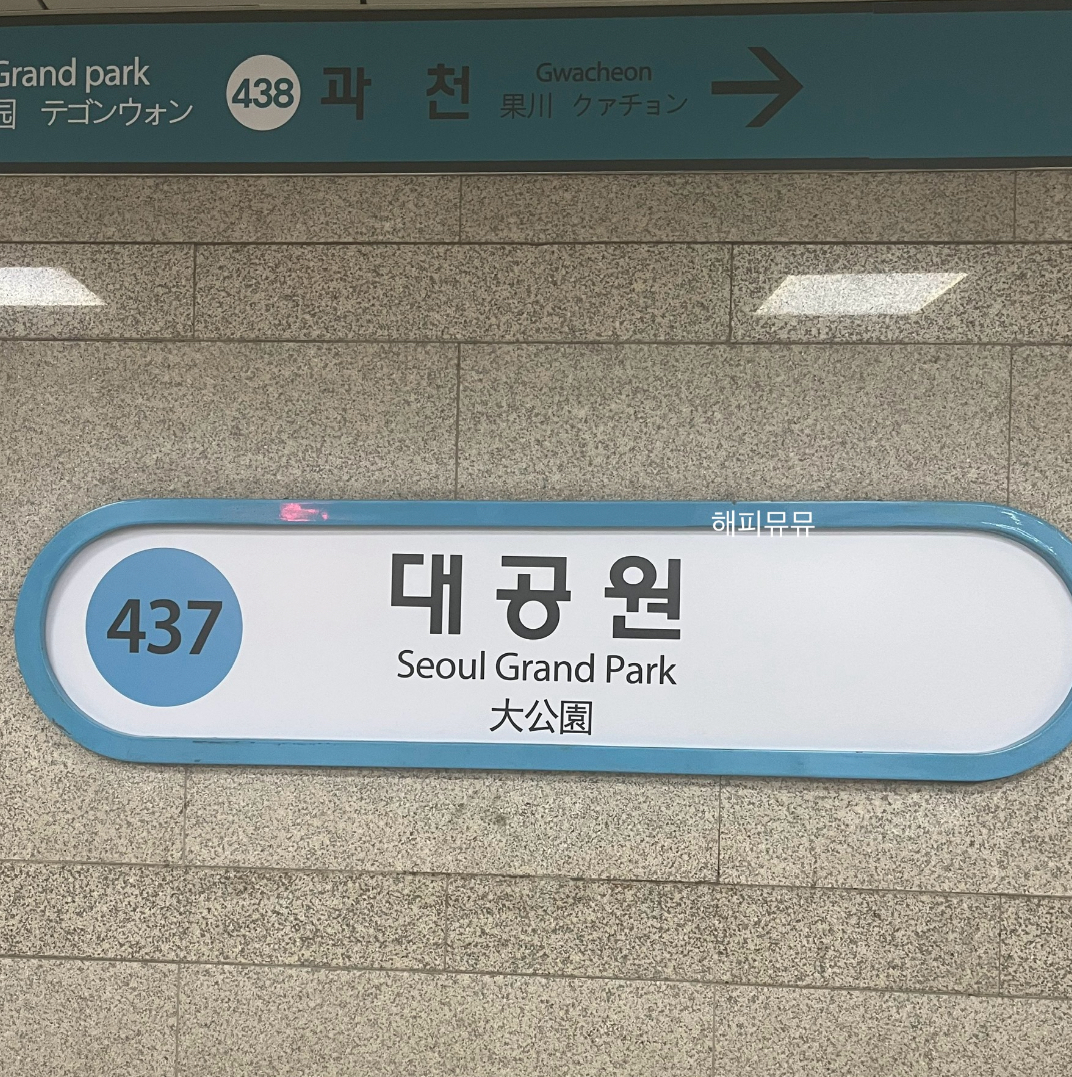 Grand park
园 テゴンウォン
438 과 천
Gwacheon
果川 クァチョン
해피뮤뮤
437
대공원
Seoul Grand Park
大公園